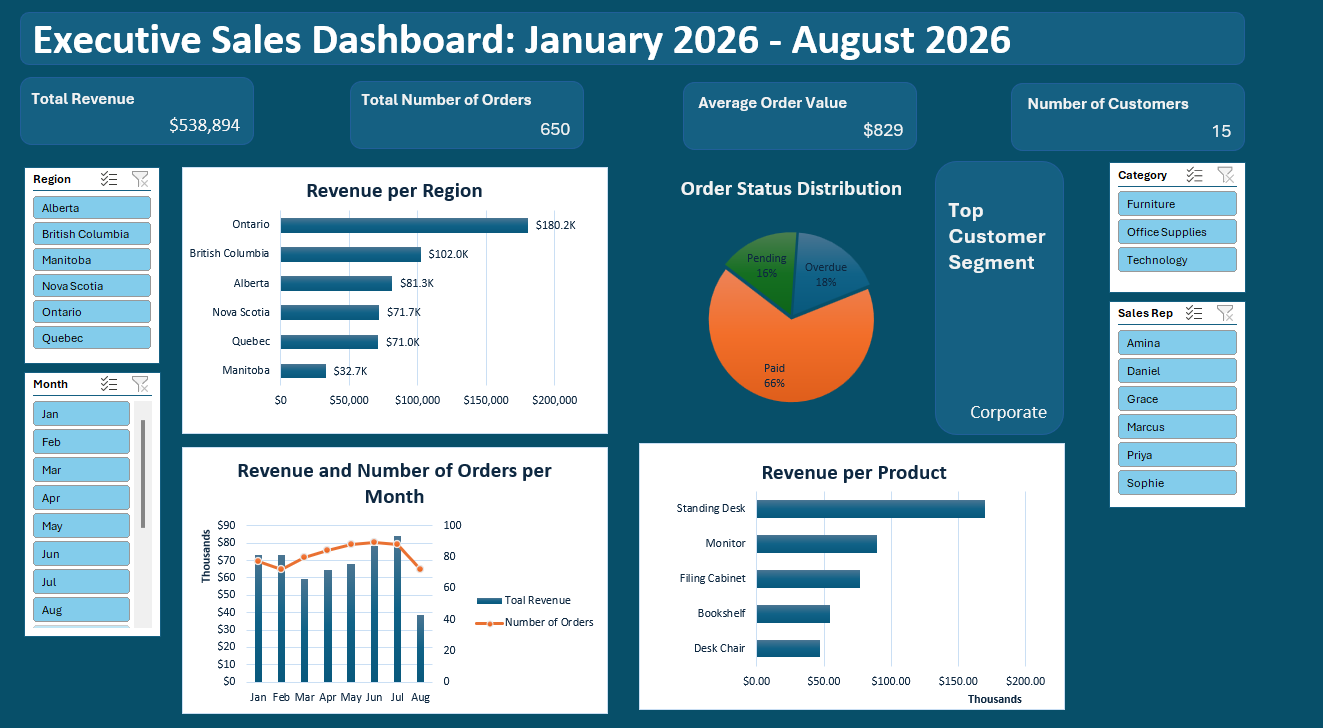 Executive Sales Dashboard: January 2026 - August 2026
Total Revenue
$538,894
Total Number of Orders
650
Average Order Value
$829
Number of Customers
15
Region
Alberta
British Columbia
Manitoba
Nova Scotia
Ontario
Quebec
Month
Jan
Feb
Mar
Apr
May
Jun
Jul
Aug
Revenue per Region
Ontario
$180.2K
British Columbia
$102.0K
Alberta
$81.3K
Nova Scotia
$71.7K
Quebec
$71.0K
Manitoba
$32.7K
$0 $50,000 $100,000 $150,000 $200,000
Order Status Distribution
Pending
16%
Overdue
18%
Paid
66%
Top
Customer
Segment
Corporate
Category
Furniture
Office Supplies
Technology
Sales Rep
Amina
Daniel
Grace
Marcus
Priya
Sophie
Revenue and Number of Orders per
Month
Thousands
$90
$80
$70
$60
$50
$40
$30
$20
$10
$0
100
80
60
40
20
0
Jan Feb Mar Apr May Jun Jul Aug
Toal Revenue
Number of Orders
Revenue per Product
Standing Desk
Monitor
Filing Cabinet
Bookshelf
Desk Chair
$0.00 $50.00 $100.00 $150.00 $200.00
Thousands